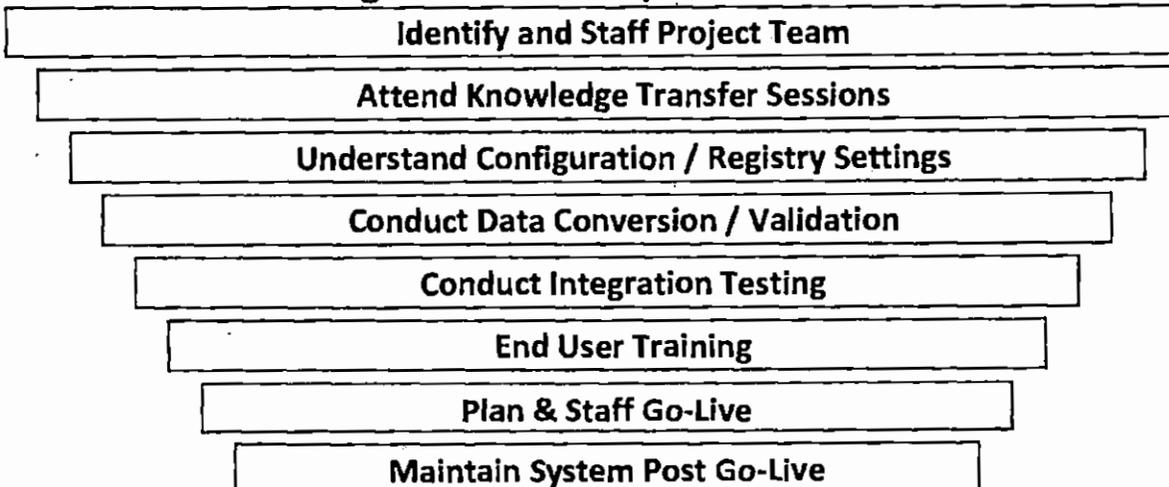 Identify and Staff Project Team
Attend Knowledge Transfer Sessions
Understand Configuration / Registry Settings
Conduct Data Conversion / Validation
Conduct Integration Testing
End User Training
Plan & Staff Go-Live
Maintain System Post Go-Live